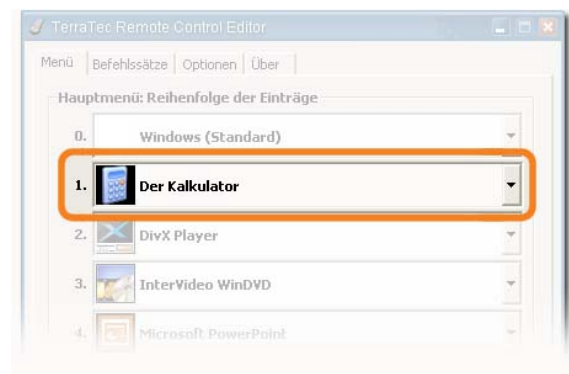 TerraTec Remote Control Editor
Menü Befehlssätze Optionen Über
Hauptmenü: Reihenfolge der Einträge
0. Windows (Standard)
1. Der Kalkulator
2. DivX Player
3. InterVideo WinDVD
4. Microsoft PowerPoint